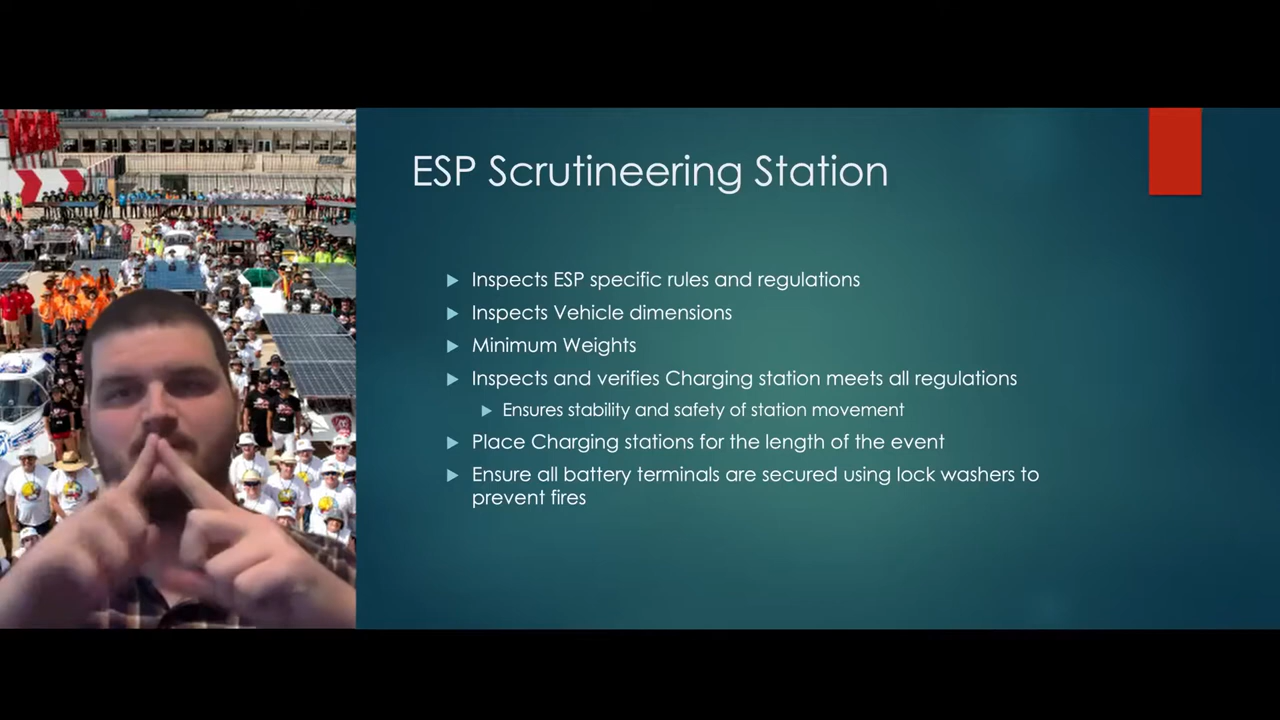 ESP Scrutineering Station
Inspects ESP specific rules and regulations
Inspects Vehicle dimensions
Minimum Weights
Inspects and verifies Charging station meets all regulations
Ensures stability and safety of station movement
Place Charging stations for the length of the event
Ensure all battery terminals are secured using lock washers to
prevent fires